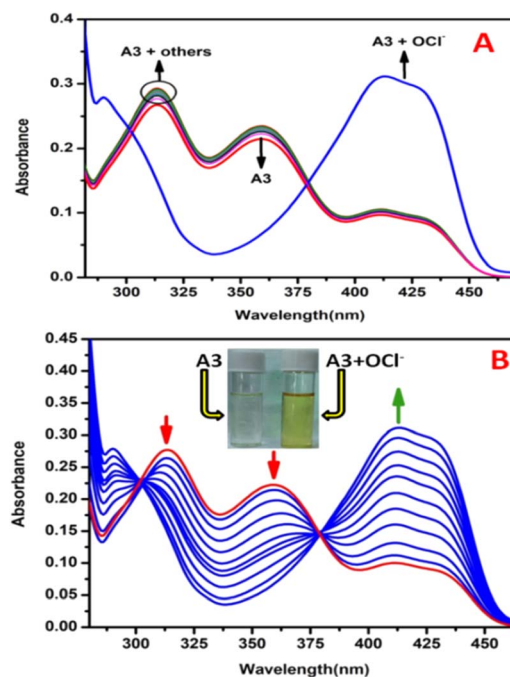 A
A3 + others
A3 + OCl⁻
A3
Absorbance
0.4
0.3
0.2
0.1
0.0
300 325 350 375 400 425 450
Wavelength(nm)
B
A3
A3+OCl⁻
Absorbance
0.45
0.40
0.35
0.30
0.25
0.20
0.15
0.10
0.05
0.00
300 325 350 375 400 425 450
Wavelength(nm)